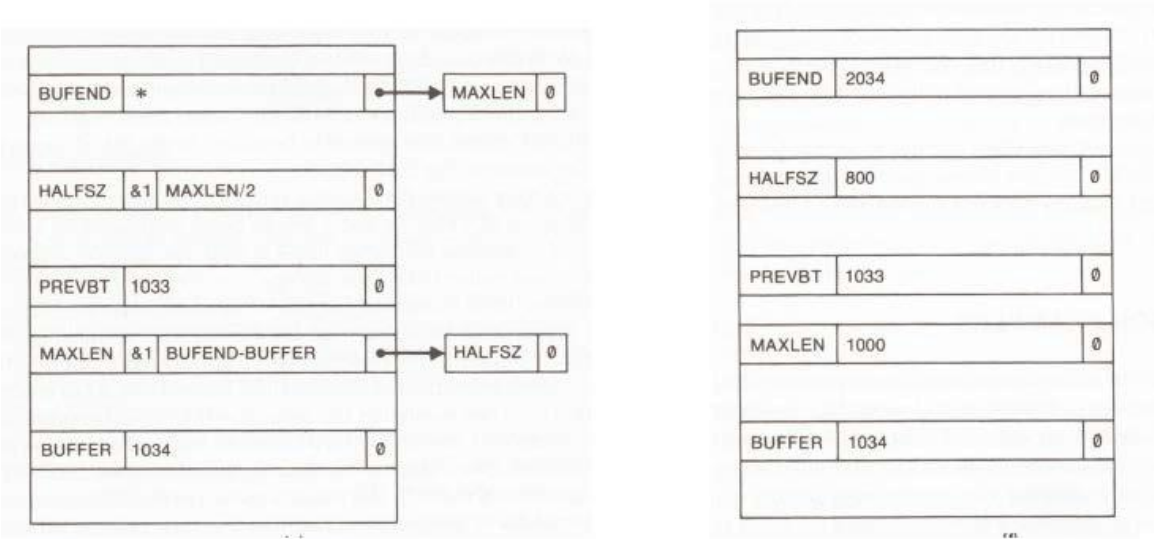 BUFEND * MAXLEN 0
HALFSZ &1 MAXLEN/2 0
PREVBT 1033 0
MAXLEN &1 BUFEND-BUFFER HALFSZ 0
BUFFER 1034 0
BUFEND 2034 0
HALFSZ 800 0
PREVBT 1033 0
MAXLEN 1000 0
BUFFER 1034 0